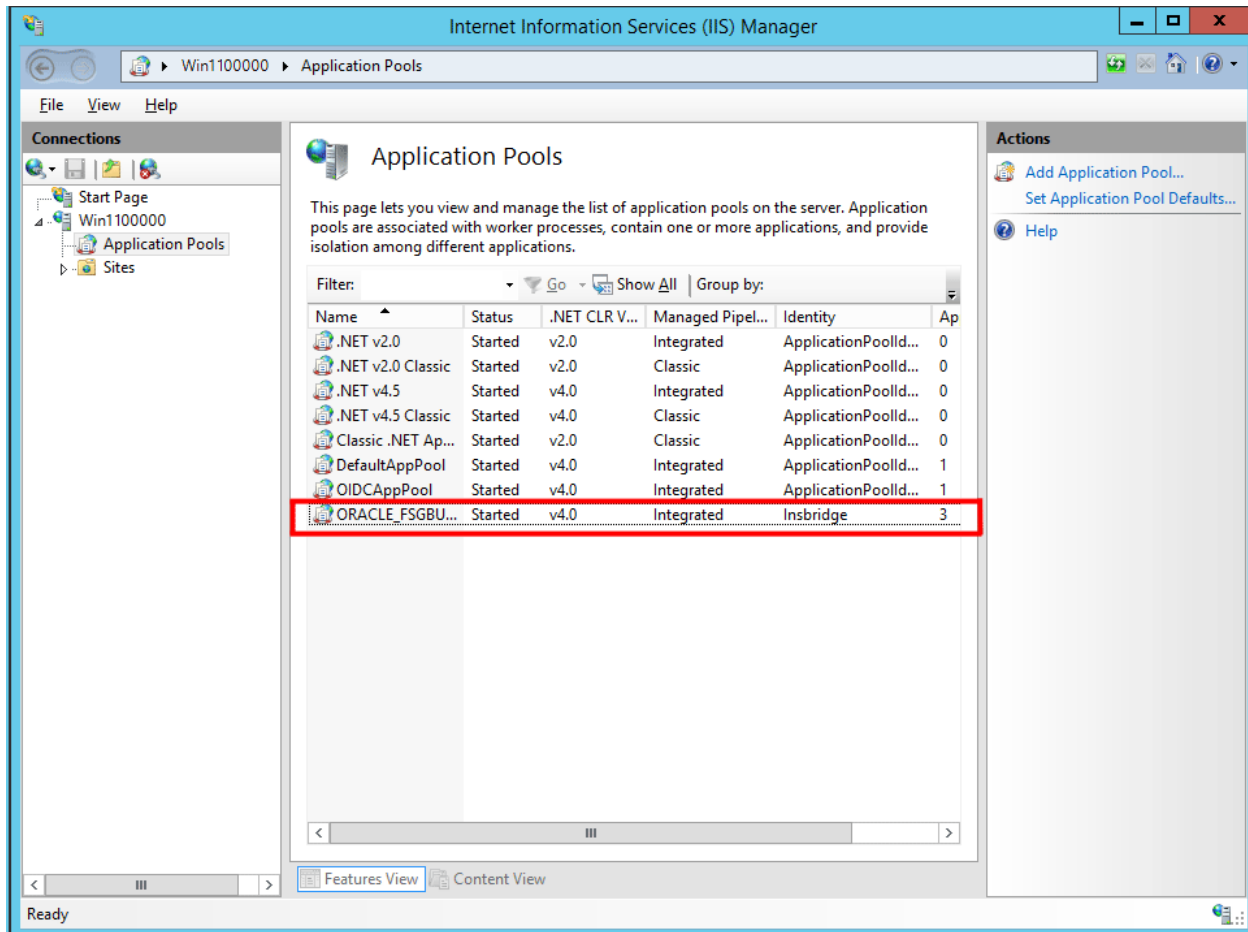 Internet Information Services (IIS) Manager
Win1100000 Application Pools
File View Help
Connections
Start Page
Win1100000
Application Pools
Sites
Application Pools
This page lets you view and manage the list of application pools on the server. Application
pools are associated with worker processes, contain one or more applications, and provide
isolation among different applications.
Filter: Go Show All Group by:
Name Status .NET CLR V... Managed Pipel... Identity Ap
.NET v2.0 Started v2.0 Integrated ApplicationPoolId... 0
.NET v2.0 Classic Started v2.0 Classic ApplicationPoolId... 0
.NET v4.5 Started v4.0 Integrated ApplicationPoolId... 0
.NET v4.5 Classic Started v4.0 Classic ApplicationPoolId... 0
Classic .NET Ap... Started v2.0 Classic ApplicationPoolId... 0
DefaultAppPool Started v4.0 Integrated ApplicationPoolId... 1
OIDCAppPool Started v4.0 Integrated ApplicationPoolId... 1
ORACLE_FSGBU... Started v4.0 Integrated Insbridge 3
Features View Content View
Actions
Add Application Pool...
Set Application Pool Defaults...
Help
Ready